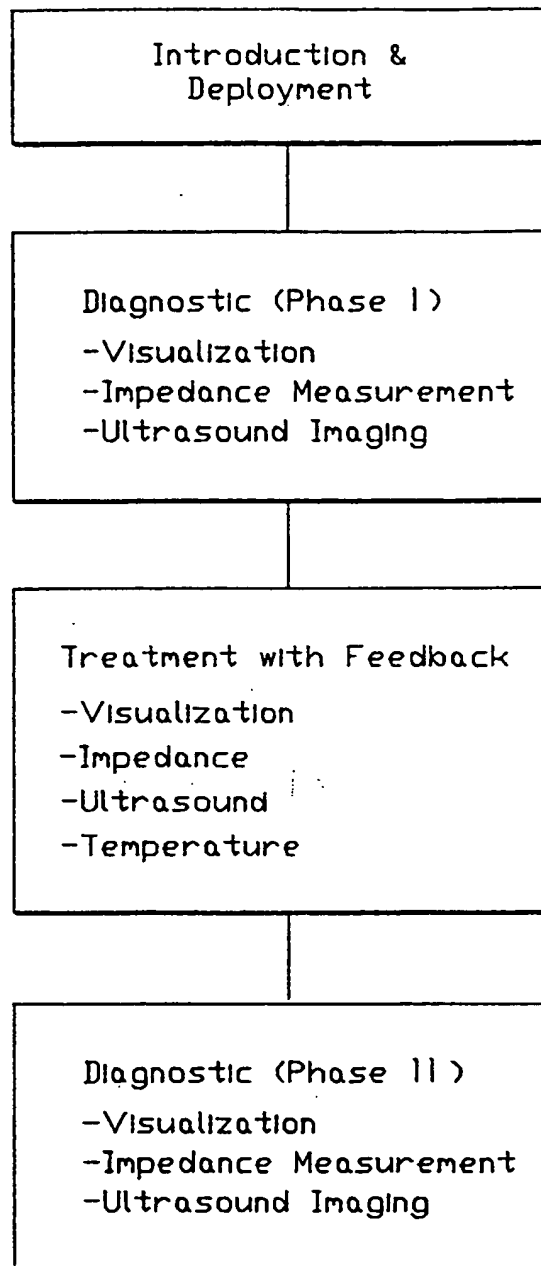 Introduction &
Deployment
Diagnostic (Phase I)
-Visualization
-Impedance Measurement
-Ultrasound Imaging
Treatment with Feedback
-Visualization
-Impedance
-Ultrasound
-Temperature
Diagnostic (Phase II)
-Visualization
-Impedance Measurement
-Ultrasound Imaging